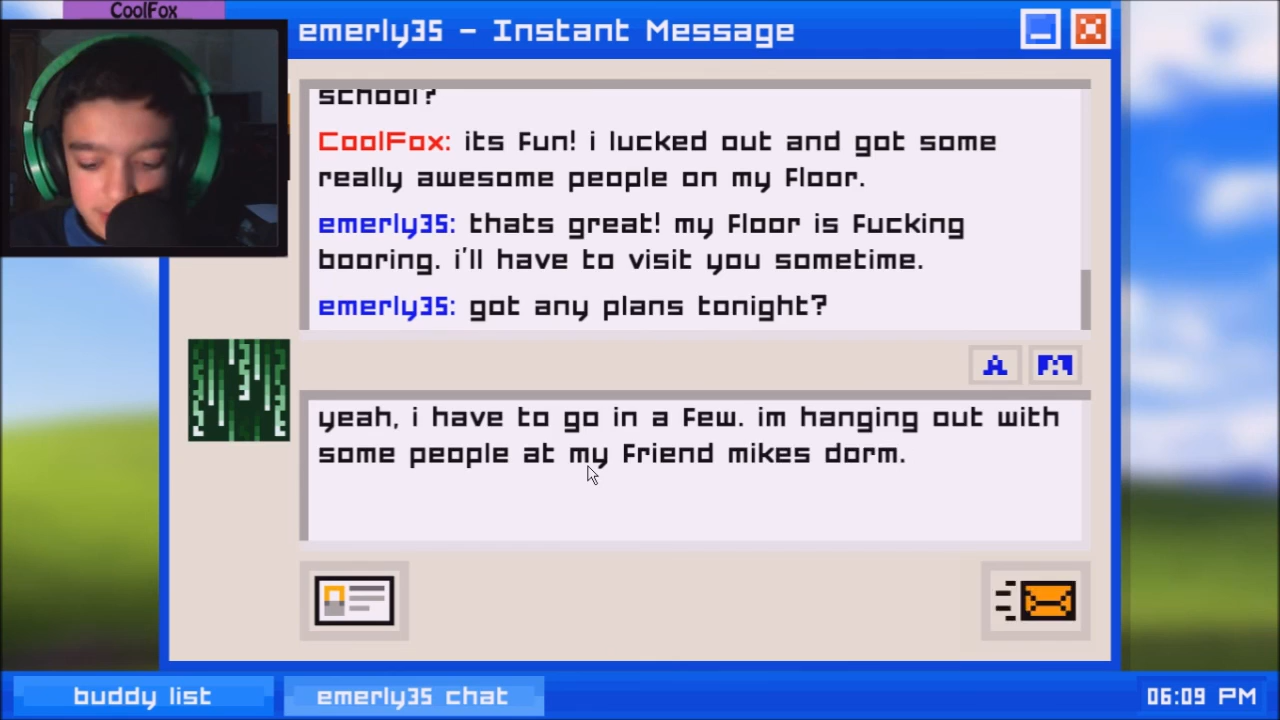 CoolFox
emerly35 - Instant Message
school?
CoolFox: its fun! i lucked out and got some
really awesome people on my floor.
emerly35: thats great! my floor is fucking
booring. i'll have to visit you sometime.
emerly35: got any plans tonight?
A
yeah, i have to go in a few. im hanging out with
some people at my friend mikes dorm.
buddy list
emerly35 chat
06:09 PM